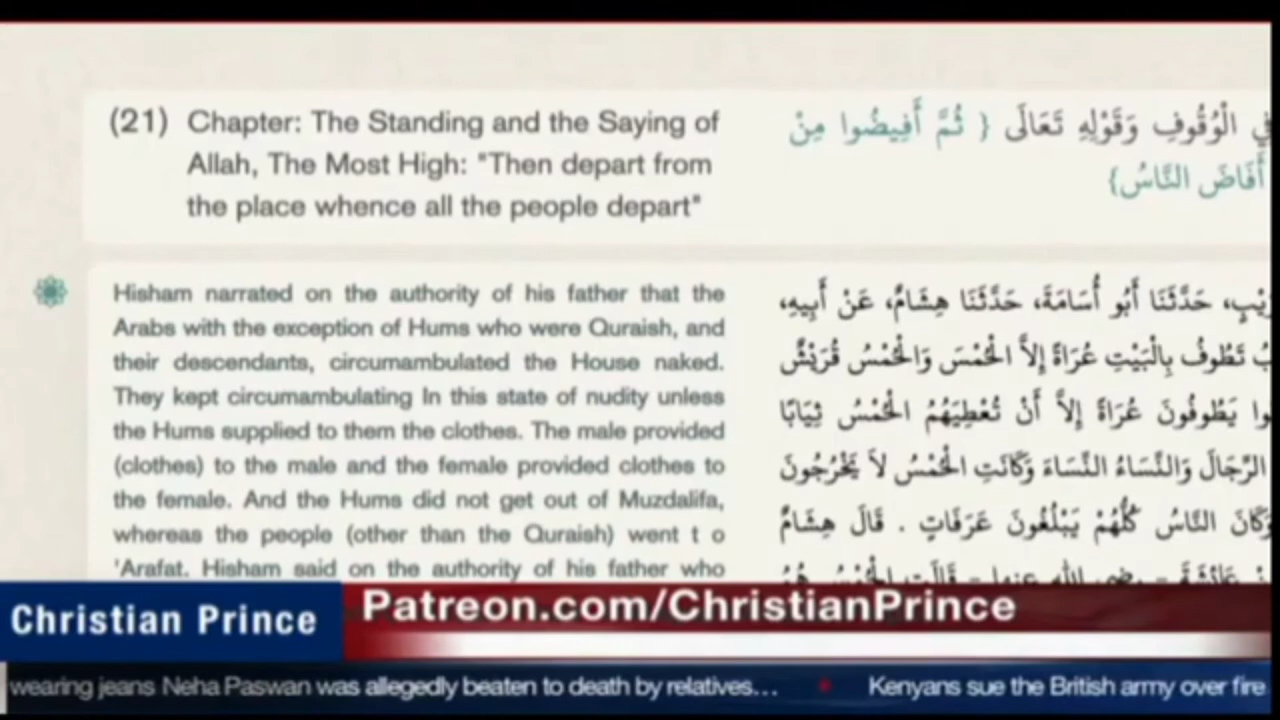 (21) Chapter: The Standing and the Saying of
Allah, The Most High: "Then depart from
the place whence all the people depart"
الْوُقُوفِ وَقَوْلِهِ تَعَالَى { ثُمَّ أَفِيضُوا مِنْ
أَفَاضَ النَّاسُ}
Hisham narrated on the authority of his father that the
Arabs with the exception of Hums who were Quraish, and
their descendants, circumambulated the House naked.
They kept circumambulating In this state of nudity unless
the Hums supplied to them the clothes. The male provided
(clothes) to the male and the female provided clothes to
the female. And the Hums did not get out of Muzdalifa,
whereas the people (other than the Quraish) went t o
'Arafat. Hisham said on the authority of his father who
حَدَّثَنَا أَبُو أُسَامَةَ، حَدَّثَنَا هِشَامٌ، عَنْ أَبِيهِ،
تَطُوفُ بِالْبَيْتِ عُرَاةً إِلاَّ الْحُمْسَ وَالْحُمْسُ قُرَيْشٌ
يَطُوفُونَ عُرَاةً إِلاَّ أَنْ تُعْطِيَهُمُ الْحُمْسُ ثِيَابًا
الرِّجَالَ وَالنِّسَاءُ النِّسَاءَ وَكَانَتِ الْحُمْسُ لاَ يَخْرُجُونَ
وَكَانَ النَّاسُ كُلُّهُمْ يَبْلُغُونَ عَرَفَاتٍ . قَالَ هِشَامٌ
عَائِشَةَ - رضى الله عنها - قَالَتِ الْحُمْسُ هُمُ
Christian Prince
Patreon.com/ChristianPrince
wearing jeans Neha Paswan was allegedly beaten to death by relatives... • Kenyans sue the British army over fire